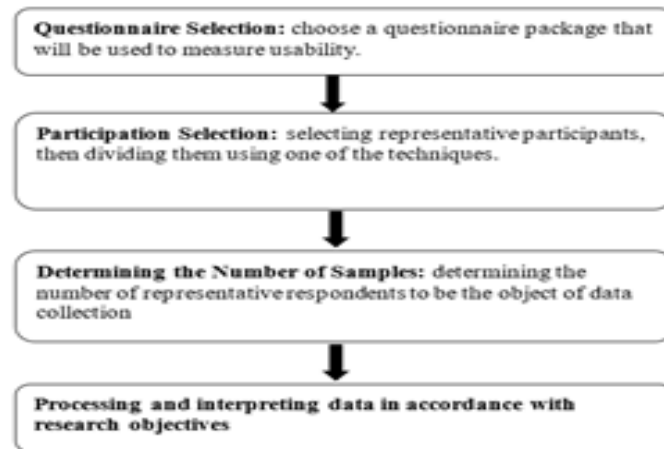 Questionnaire Selection: choose a questionnaire package that
will be used to measure usability.
Participation Selection: selecting representative participants,
then dividing them using one of the techniques.
Determining the Number of Samples: determining the
number of representative respondents to be the object of data
collection
Processing and interpreting data in accordance with
research objectives